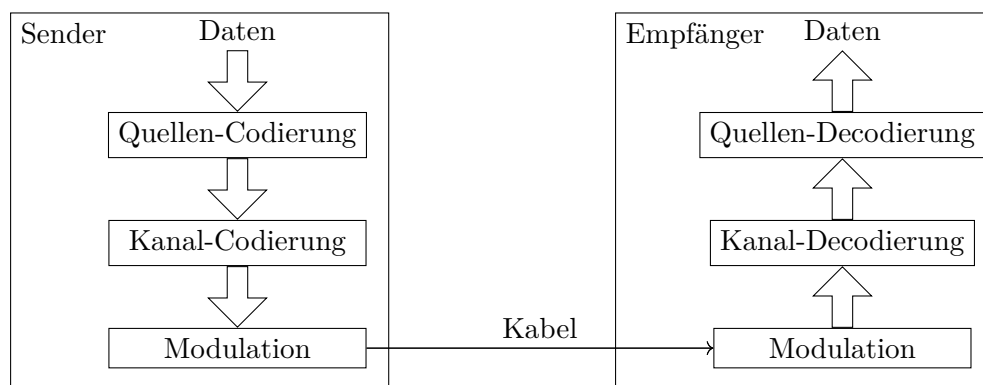 Sender
Daten
Quellen-Codierung
Kanal-Codierung
Modulation
Kabel
Empfänger
Daten
Quellen-Decodierung
Kanal-Decodierung
Modulation